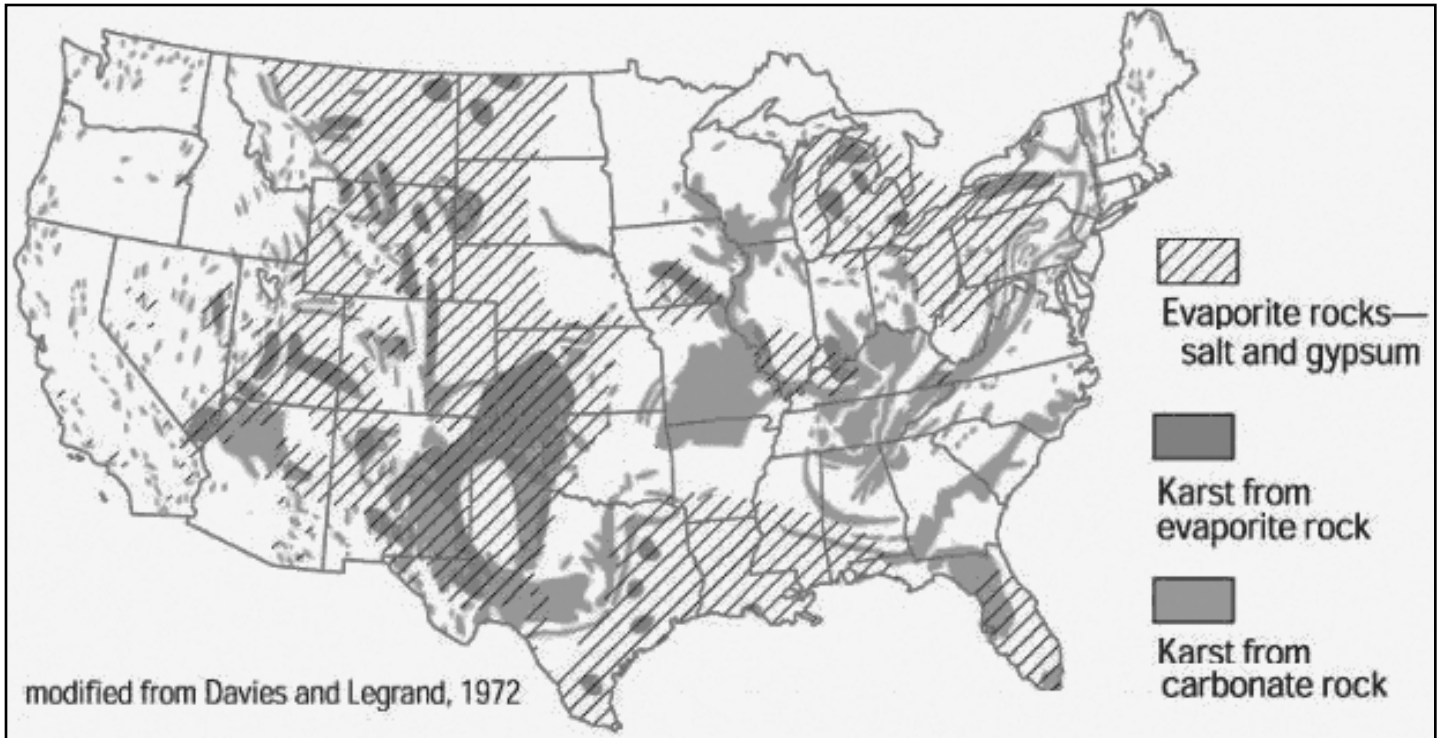 Evaporite rocks—
salt and gypsum
Karst from
evaporite rock
Karst from
carbonate rock
modified from Davies and Legrand, 1972